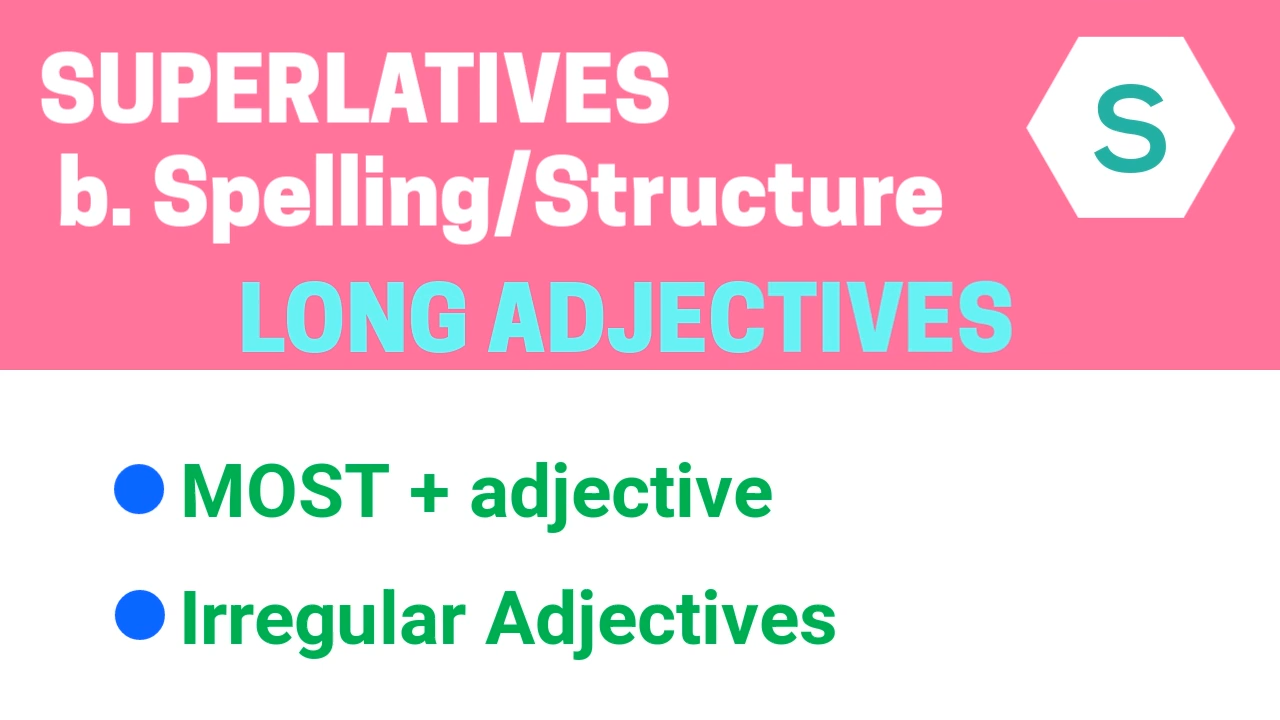 SUPERLATIVES
b. Spelling/Structure
S
LONG ADJECTIVES
MOST + adjective
Irregular Adjectives